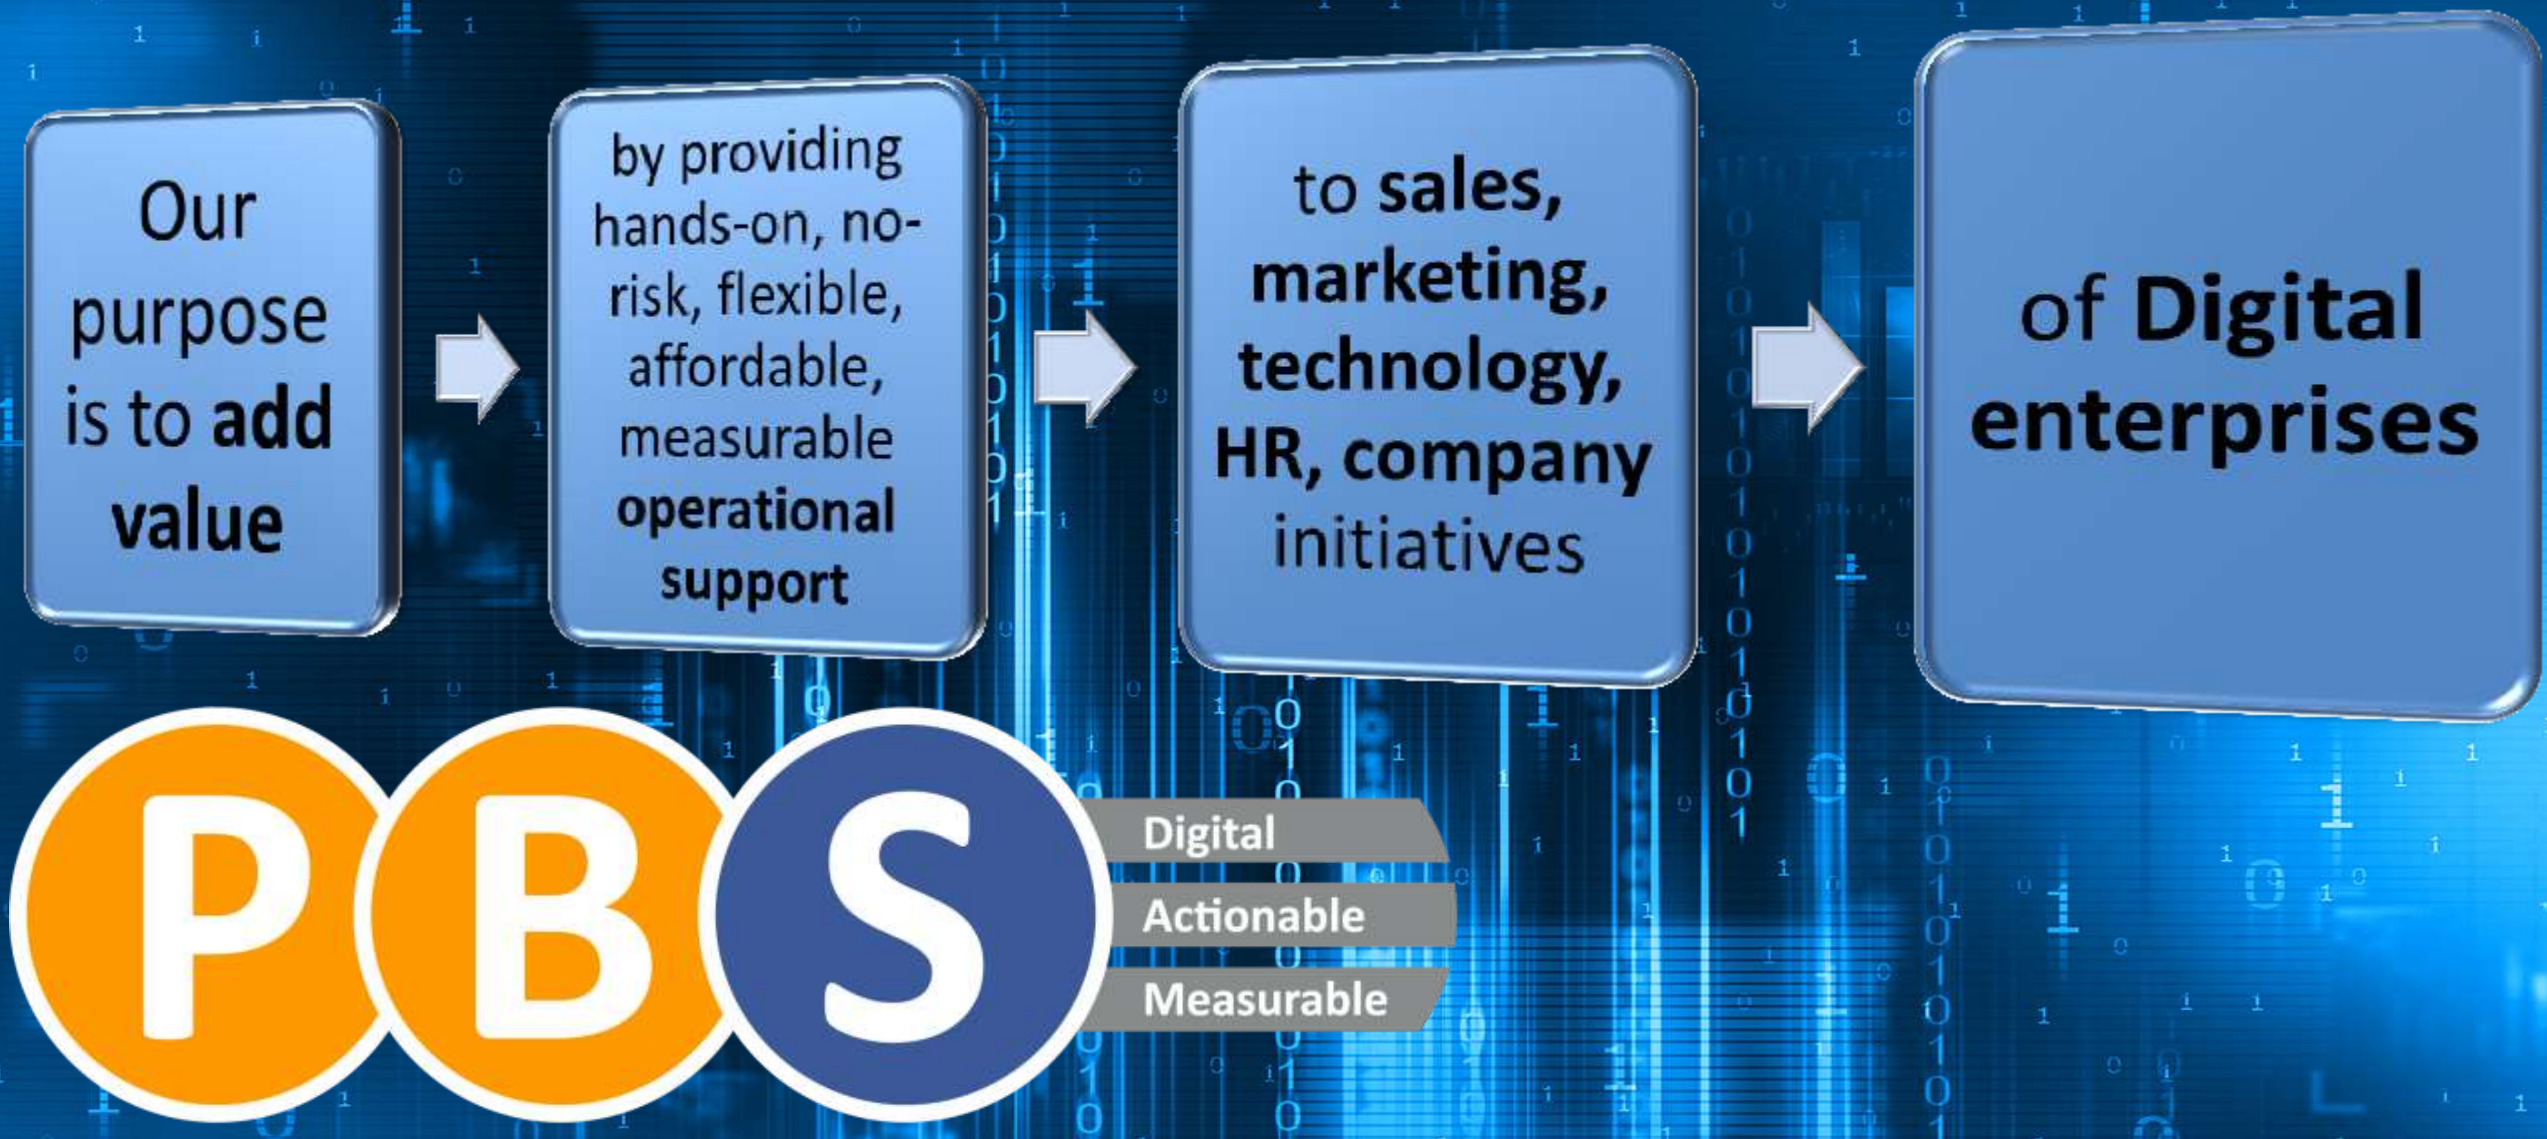 Our
purpose
is to add
value
by providing
hands-on, no-
risk, flexible,
affordable,
measurable
operational
support
to sales,
marketing,
technology,
HR, company
initiatives
of Digital
enterprises
PBS
Digital
Actionable
Measurable